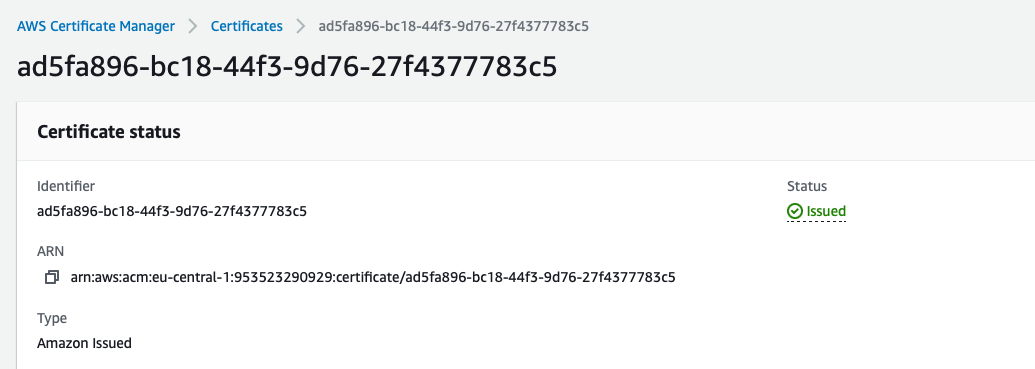 AWS Certificate Manager > Certificates > ad5fa896-bc18-44f3-9d76-27f4377783c5
ad5fa896-bc18-44f3-9d76-27f4377783c5
Certificate status
Identifier
ad5fa896-bc18-44f3-9d76-27f4377783c5
Status
Issued
ARN
arn:aws:acm:eu-central-1:953523290929:certificate/ad5fa896-bc18-44f3-9d76-27f4377783c5
Type
Amazon Issued